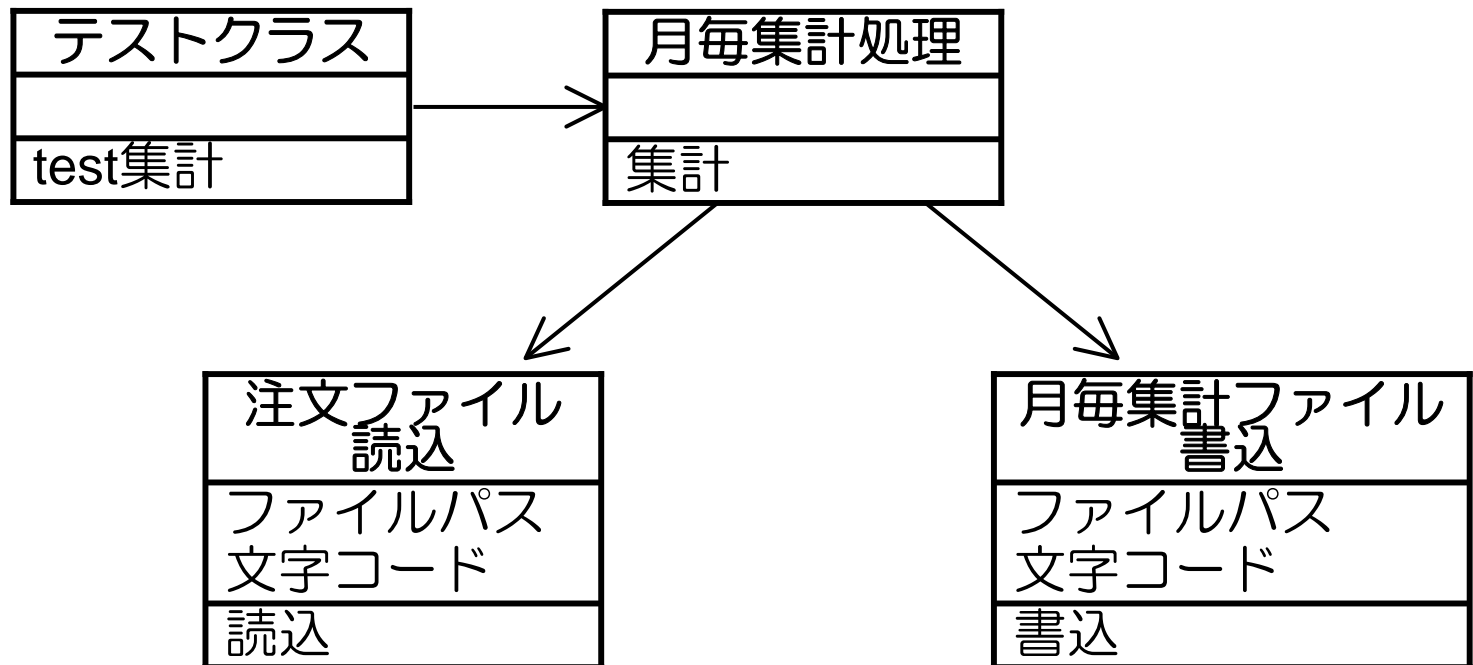 テストクラス
test集計
月毎集計処理
集計
注文ファイル
読込
ファイルパス
文字コード
読込
月毎集計ファイル
書込
ファイルパス
文字コード
書込